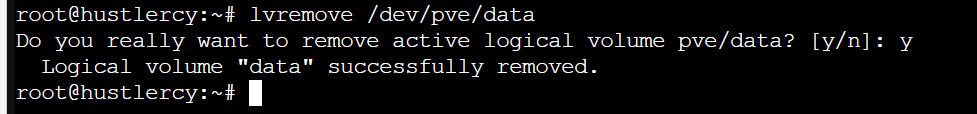 root@hustlercy:~# lvremove /dev/pve/data
Do you really want to remove active logical volume pve/data? [y/n]: y
  Logical volume "data" successfully removed.
root@hustlercy:~#